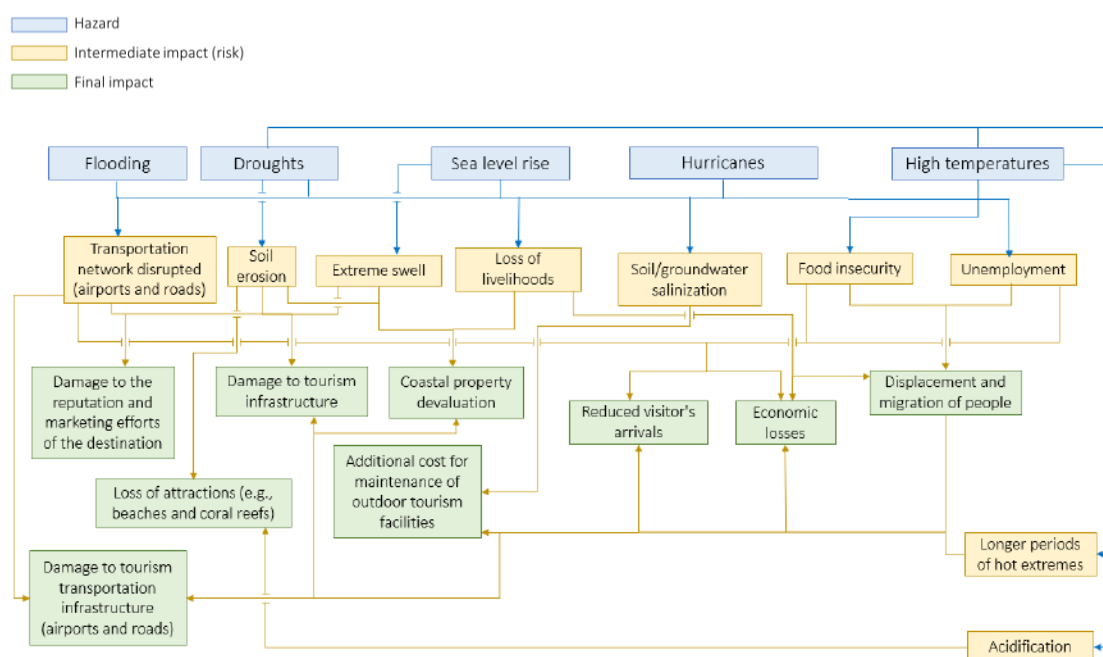 Hazard
Intermediate impact (risk)
Final impact
Flooding
Droughts
Sea level rise
Hurricanes
High temperatures
Transportation
network disrupted
(airports and roads)
Soil
erosion
Extreme swell
Loss of
livelihoods
Soil/groundwater
salinization
Food insecurity
Unemployment
Damage to the
reputation and
marketing efforts
of the destination
Damage to tourism
infrastructure
Coastal property
devaluation
Reduced visitor's
arrivals
Economic
losses
Displacement and
migration of people
Additional cost for
maintenance of
outdoor tourism
facilities
Loss of attractions (e.g.,
beaches and coral reefs)
Longer periods
of hot extremes
Damage to tourism
transportation
infrastructure
(airports and roads)
Acidification